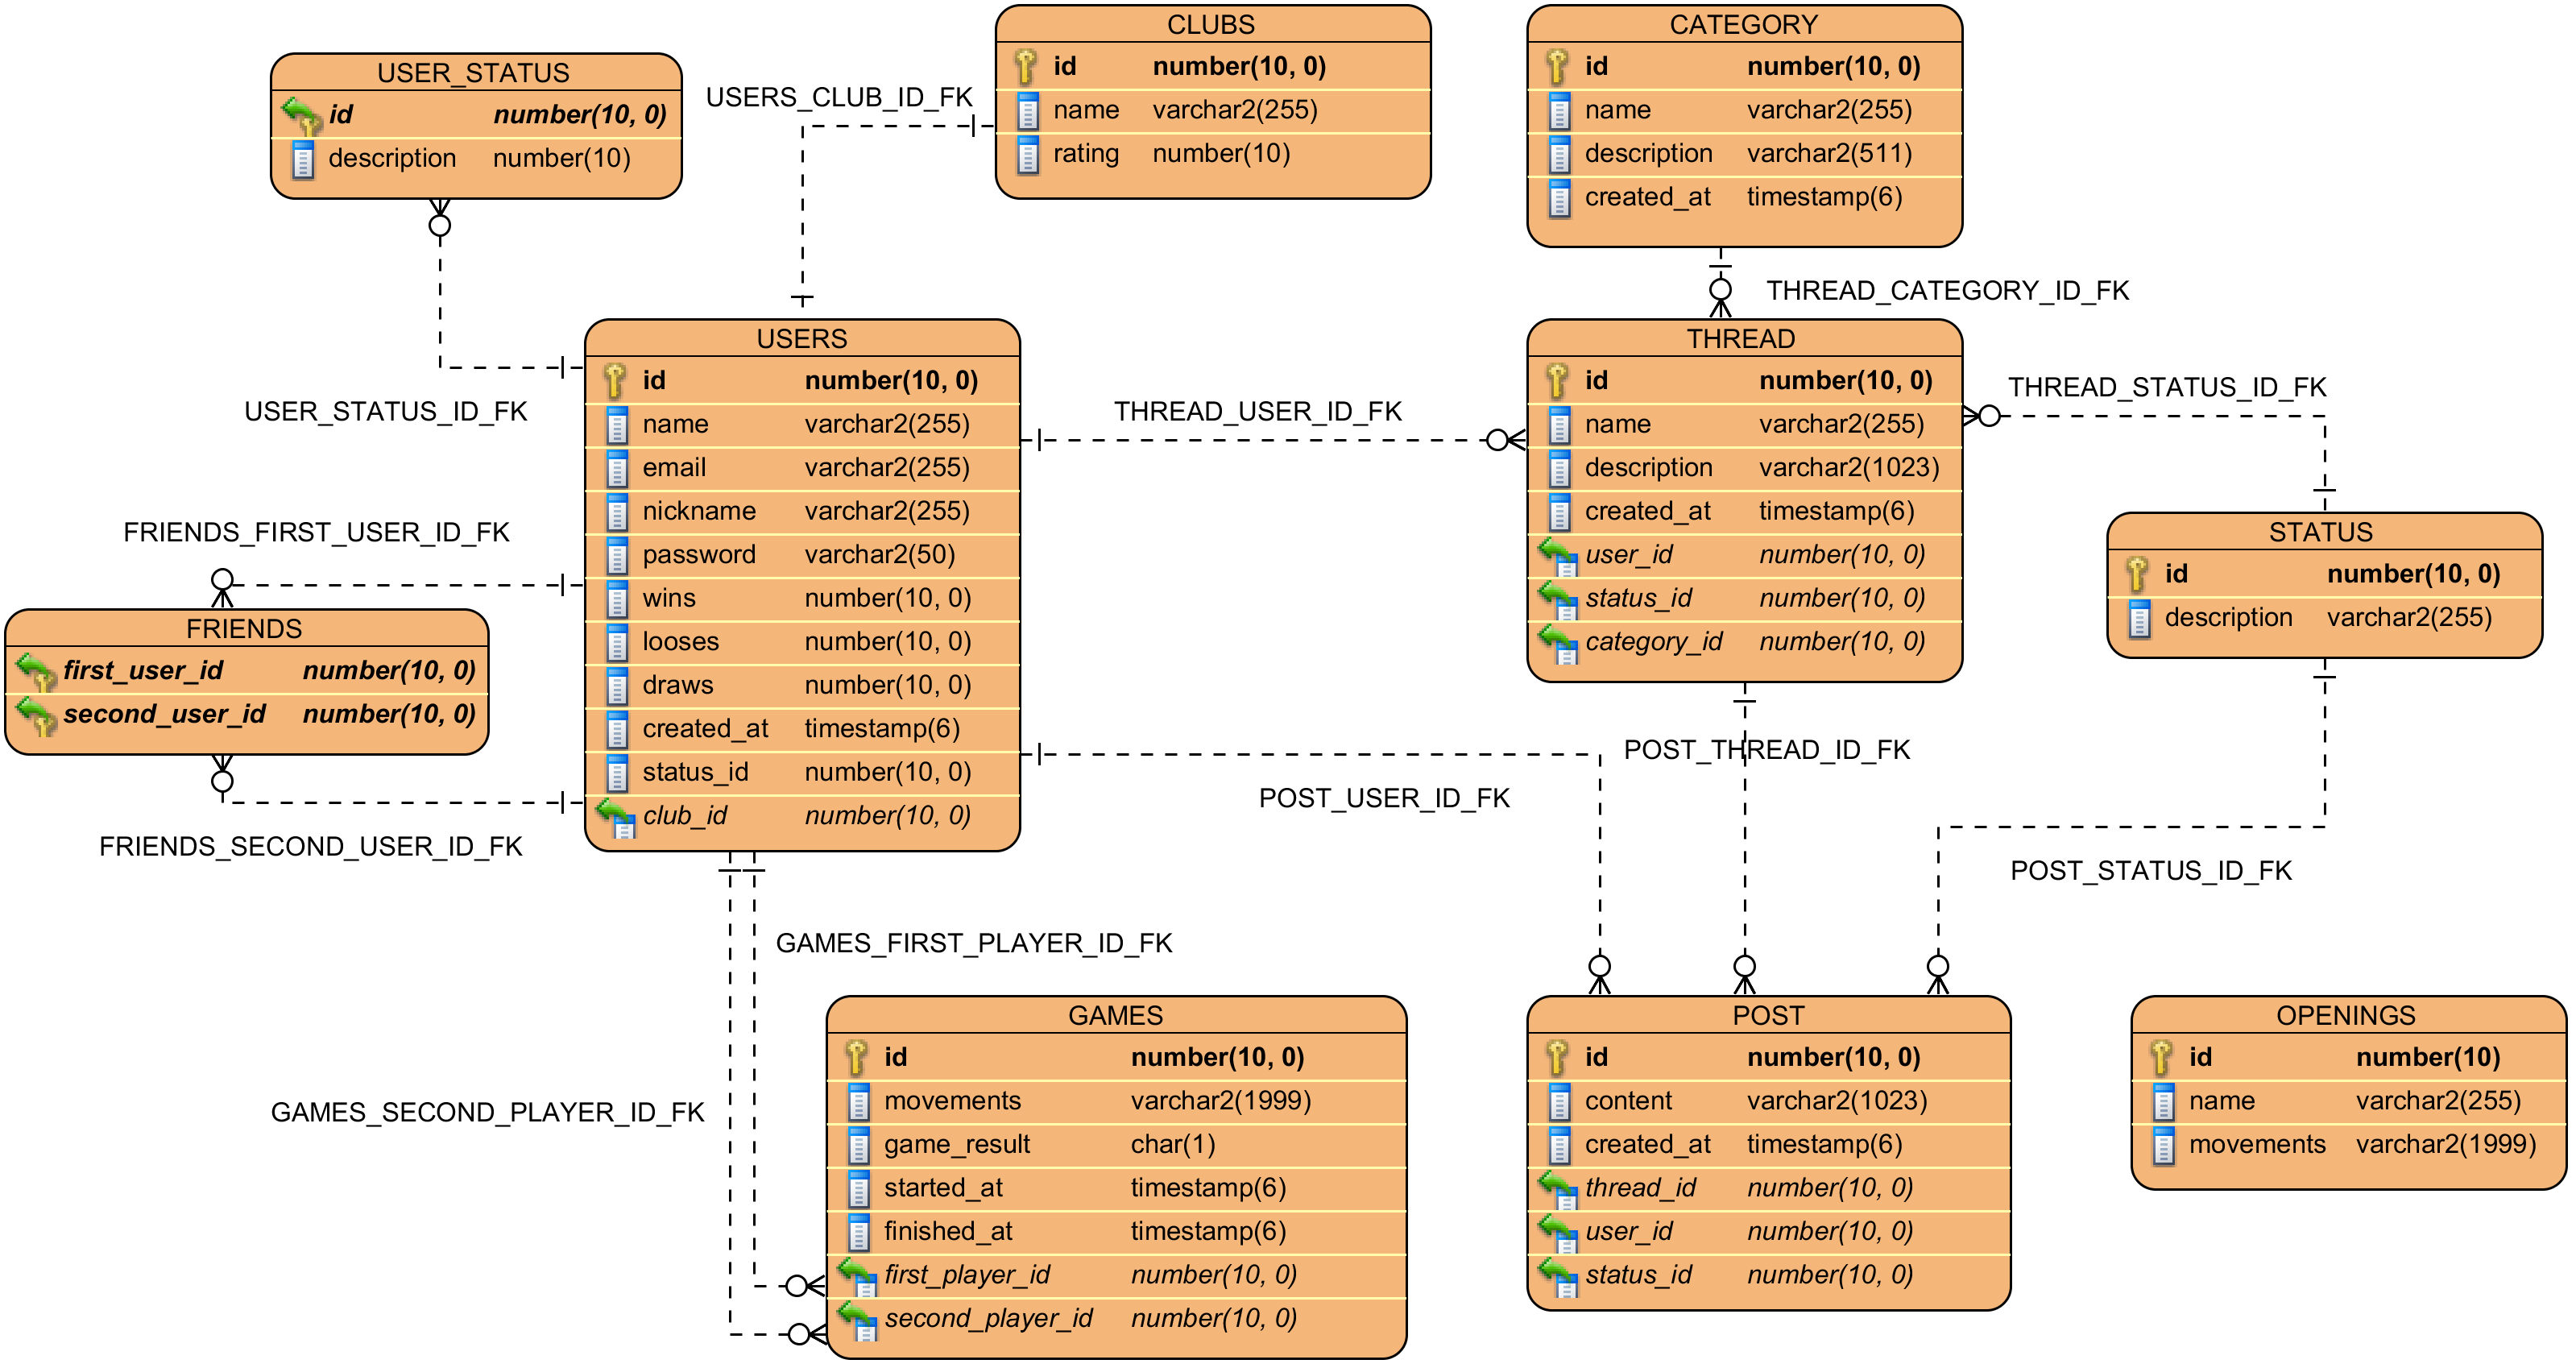 USER_STATUS
id number(10, 0)
description number(10)
USERS_CLUB_ID_FK
CLUBS
id number(10, 0)
name varchar2(255)
rating number(10)
CATEGORY
id number(10, 0)
name varchar2(255)
description varchar2(511)
created_at timestamp(6)
THREAD_CATEGORY_ID_FK
USER_STATUS_ID_FK
USERS
id number(10, 0)
name varchar2(255)
email varchar2(255)
nickname varchar2(255)
password varchar2(50)
wins number(10, 0)
looses number(10, 0)
draws number(10, 0)
created_at timestamp(6)
status_id number(10, 0)
club_id number(10, 0)
THREAD_USER_ID_FK
THREAD
id number(10, 0)
name varchar2(255)
description varchar2(1023)
created_at timestamp(6)
user_id number(10, 0)
status_id number(10, 0)
category_id number(10, 0)
THREAD_STATUS_ID_FK
STATUS
id number(10, 0)
description varchar2(255)
FRIENDS_FIRST_USER_ID_FK
FRIENDS
first_user_id number(10, 0)
second_user_id number(10, 0)
FRIENDS_SECOND_USER_ID_FK
POST_USER_ID_FK
POST_THREAD_ID_FK
POST_STATUS_ID_FK
GAMES_FIRST_PLAYER_ID_FK
GAMES_SECOND_PLAYER_ID_FK
GAMES
id number(10, 0)
movements varchar2(1999)
game_result char(1)
started_at timestamp(6)
finished_at timestamp(6)
first_player_id number(10, 0)
second_player_id number(10, 0)
POST
id number(10, 0)
content varchar2(1023)
created_at timestamp(6)
thread_id number(10, 0)
user_id number(10, 0)
status_id number(10, 0)
OPENINGS
id number(10)
name varchar2(255)
movements varchar2(1999)